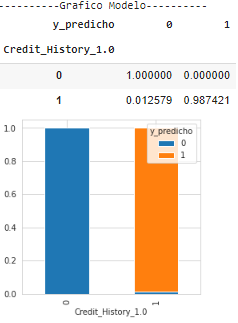 ----------Grafico Modelo----------
y_predicho 0 1
Credit_History_1.0
0 1.000000 0.000000
1 0.012579 0.987421
y_predicho
0
1
1.0
0.8
0.6
0.4
0.2
0.0
0 1
Credit_History_1.0